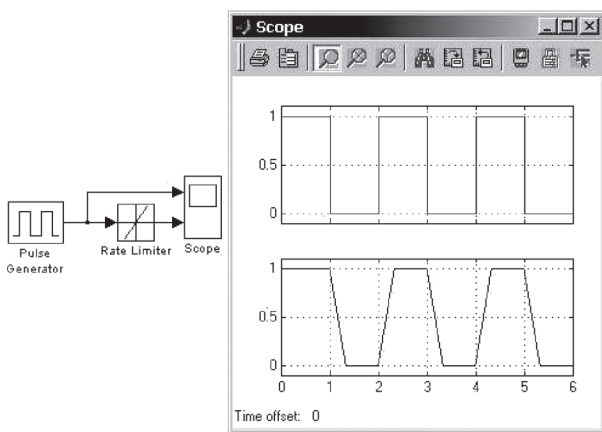 Scope
1
0.5
0
1
0.5
0
0 1 2 3 4 5 6
Time offset: 0
Pulse
Generator
Rate Limiter
Scope